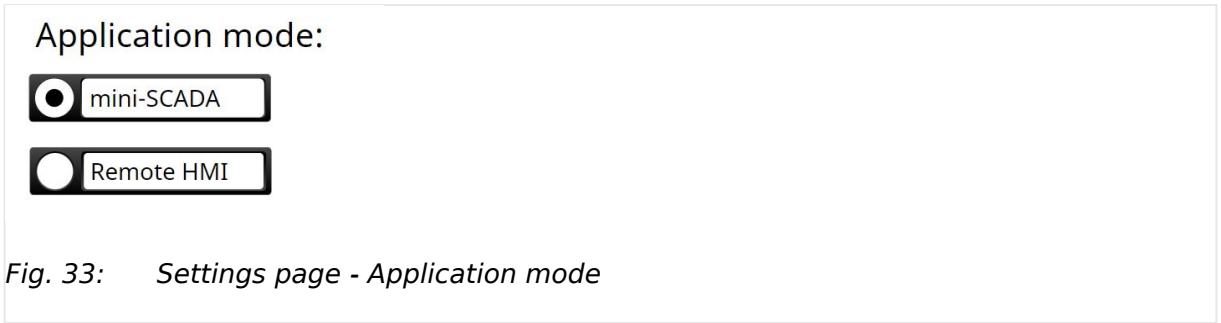 Application mode:
mini-SCADA
Remote HMI
Fig. 33: Settings page - Application mode